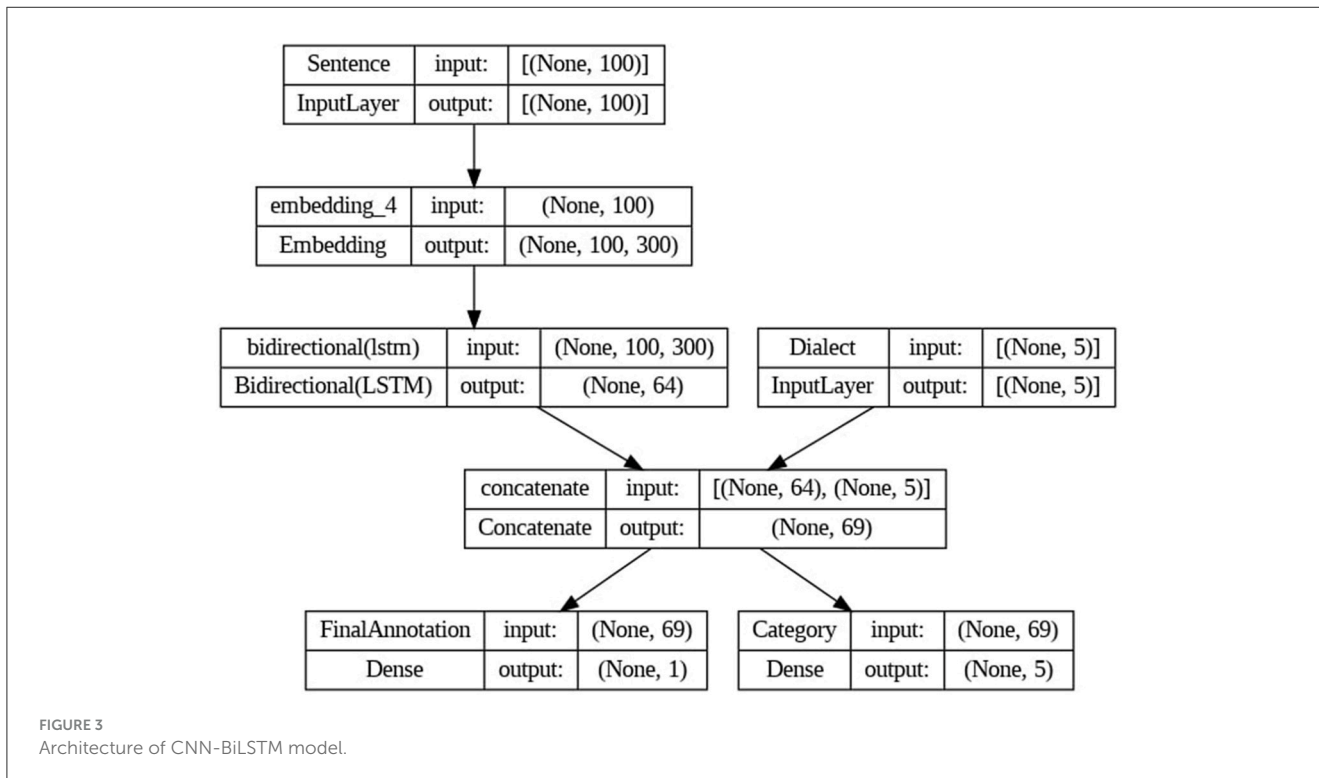 Sentence input: [(None, 100)]
InputLayer output: [(None, 100)]
embedding_4 input: (None, 100)
Embedding output: (None, 100, 300)
bidirectional(lstm) input: (None, 100, 300)
Bidirectional(LSTM) output: (None, 64)
Dialect input: [(None, 5)]
InputLayer output: [(None, 5)]
concatenate input: [(None, 64), (None, 5)]
Concatenate output: (None, 69)
FinalAnnotation input: (None, 69)
Dense output: (None, 1)
Category input: (None, 69)
Dense output: (None, 5)
FIGURE 3
Architecture of CNN-BiLSTM model.